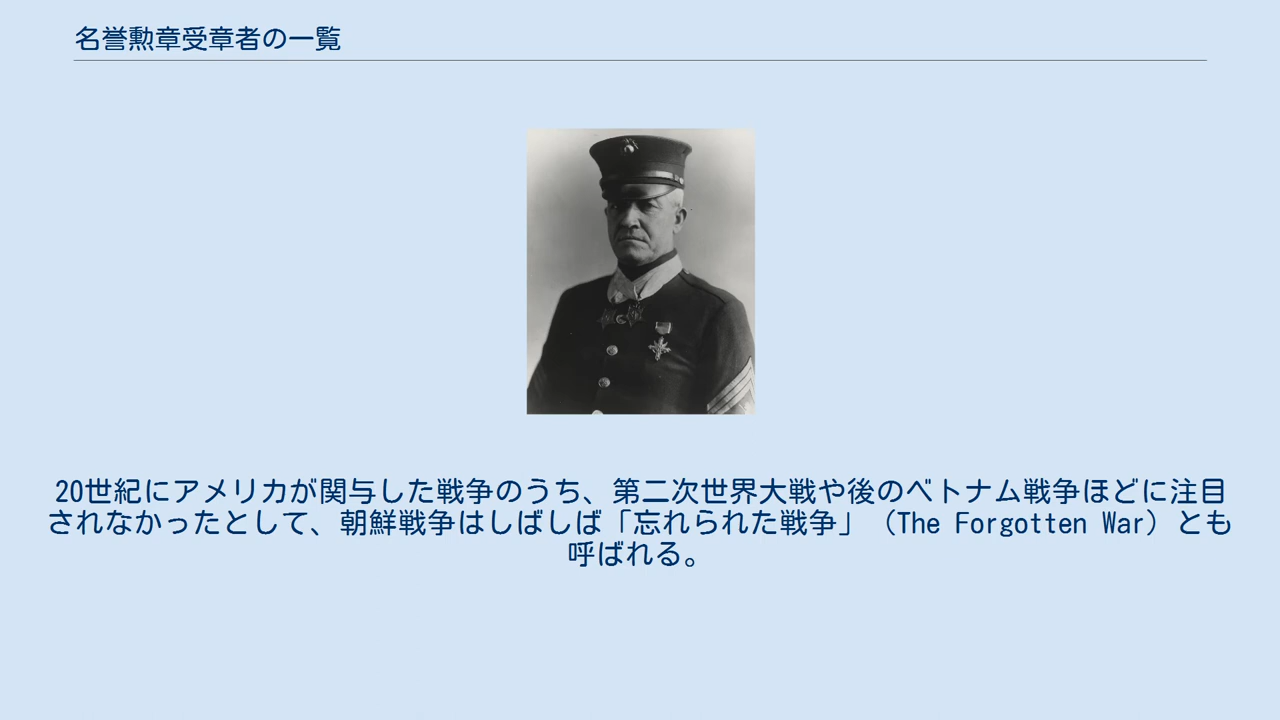 名誉勲章受章者の一覧
20世紀にアメリカが関与した戦争のうち、第二次世界大戦や後のベトナム戦争ほどに注目
されなかったとして、朝鮮戦争はしばしば「忘れられた戦争」（The Forgotten War）とも
呼ばれる。